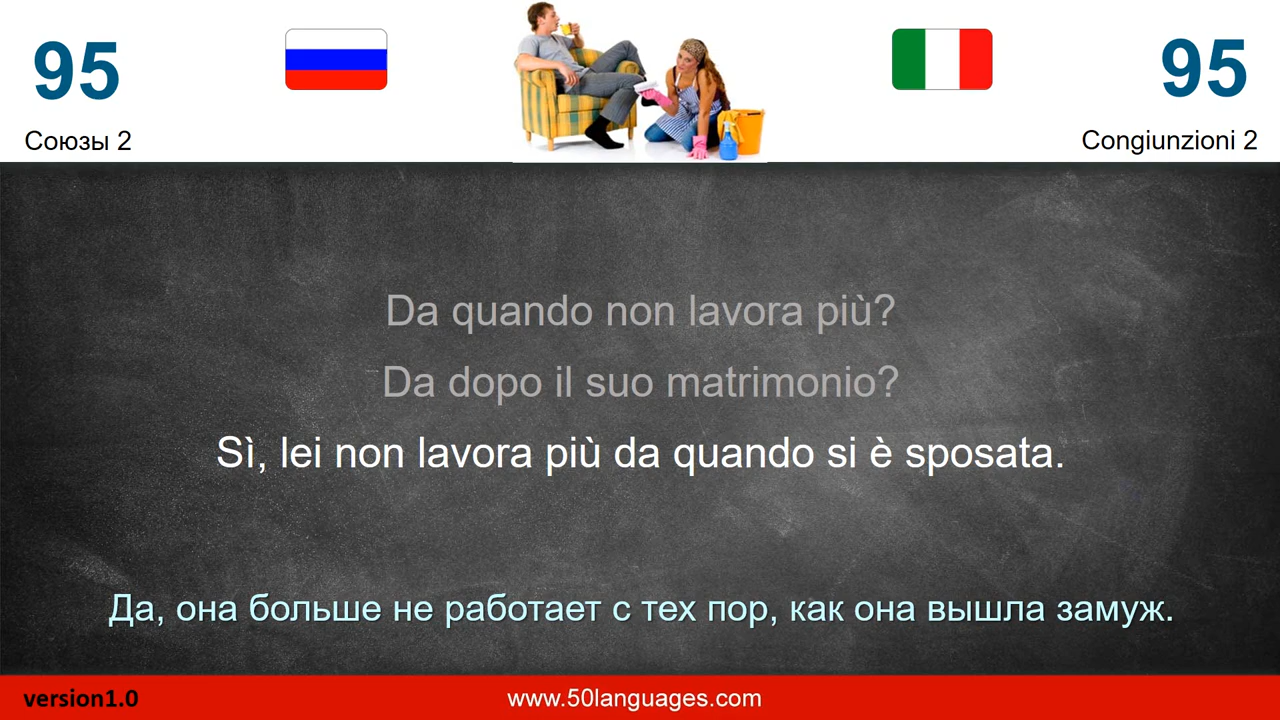 95
95
Союзы 2
Congiunzioni 2
Da quando non lavora più?
Da dopo il suo matrimonio?
Sì, lei non lavora più da quando si è sposata.
Да, она больше не работает с тех пор, как она вышла замуж.
version1.0
www.50languages.com